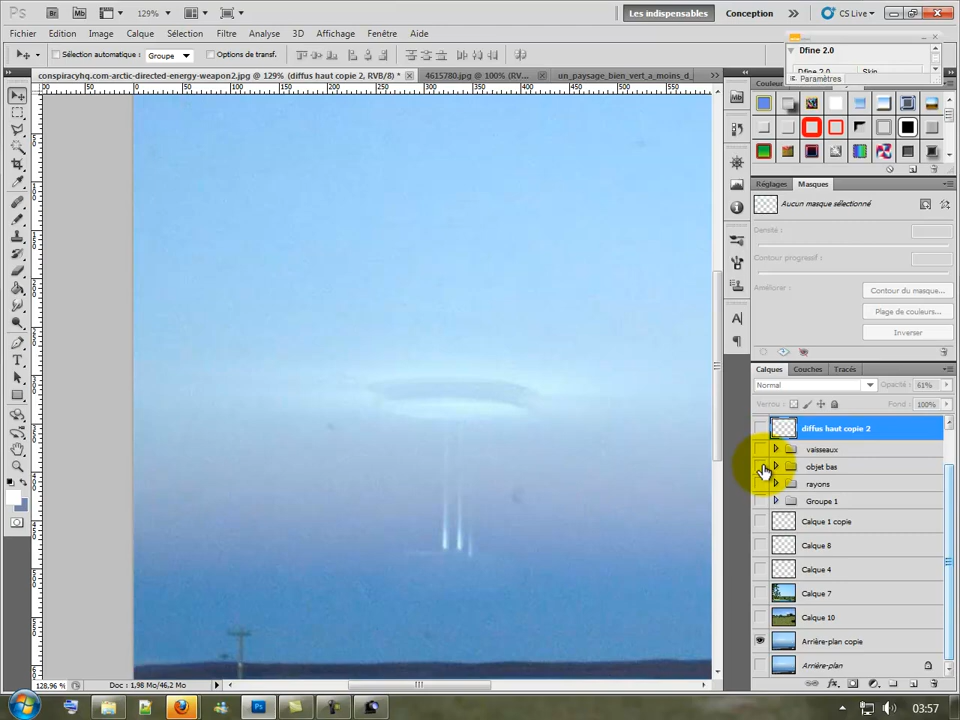 Ps Mb 129% Les indispensables Conception CS Live
Fichier Edition Image Calque Sélection Filtre Analyse 3D Affichage Fenêtre Aide
Sélection automatique : Groupe Options de transf.
Dfine 2.0
Dfine 2.0
Skin
Paramètres
conspiracyhq.com-arctic-directed-energy-weapon2.jpg @ 129% (diffus haut copie 2, RVB/8) * 4615780.jpg @ 100% (RV... un_paysage_bien_vert_a_moins_d_
Couleur
Réglages Masques
Aucun masque sélectionné
Densité :
Contour progressif :
Améliorer : Contour du masque...
Plage de couleurs...
Inverser
Calques Couches Tracés
Normal Opacité : 61%
Verrou : Fond : 100%
diffus haut copie 2
vaisseaux
objet bas
rayons
Groupe 1
Calque 1 copie
Calque 8
Calque 4
Calque 7
Calque 10
Arrière-plan copie
Arrière-plan
128,96 % Doc : 1,98 Mo/46,2 Mo
03:57